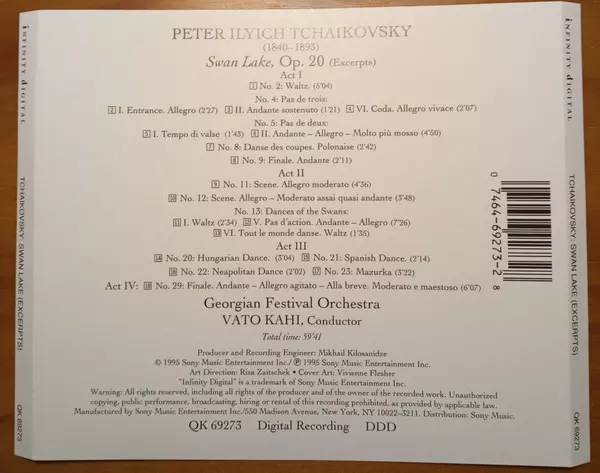 PETER ILYICH TCHAIKOVSKY
(1840–1893)
Swan Lake, Op. 20 (Excerpts)
Act I
1 No. 2: Waltz. (5'04)
No. 4: Pas de trois:
2 I. Entrance. Allegro (2'27) 3 II. Andante sostenuto (1'21) 4 VI. Coda. Allegro vivace (2'07)
No. 5: Pas de deux:
5 I. Tempo di valse (1'43) 6 II. Andante – Allegro – Molto più mosso (4'50)
7 No. 8: Danse des coupes. Polonaise (2'42)
8 No. 9: Finale. Andante (2'11)
Act II
9 No. 11: Scene. Allegro moderato (4'36)
10 No. 12: Scene. Allegro – Moderato assai quasi andante (3'48)
No. 13: Dances of the Swans:
11 I. Waltz (2'34) 12 V. Pas d'action. Andante – Allegro (7'26)
13 VI. Tout le monde danse. Waltz (1'35)
Act III
14 No. 20: Hungarian Dance. (3'04) 15 No. 21: Spanish Dance. (2'14)
16 No. 22: Neapolitan Dance (2'02) 17 No. 23: Mazurka (3'22)
Act IV: 18 No. 29: Finale. Andante – Allegro agitato – Alla breve. Moderato e maestoso (6'07)
Georgian Festival Orchestra
VATO KAHI, Conductor
Total time: 59'41
Producer and Recording Engineer: Mikhail Kilosanidze
© 1995 Sony Music Entertainment Inc./ ℗ 1995 Sony Music Entertainment Inc.
Art Direction: Risa Zaitschek • Cover Art: Vivienne Flesher
"Infinity Digital" is a trademark of Sony Music Entertainment Inc.
Warning: All rights reserved, including all rights of the producer and of the owner of the recorded work. Unauthorized
copying, public performance, broadcasting, hiring or rental of this recording prohibited, as provided by applicable law.
Manufactured by Sony Music Entertainment Inc./550 Madison Avenue, New York, NY, 10022–3211. Distribution: Sony Music.
QK 69273 Digital Recording DDD
INFINITY DIGITAL
TCHAIKOVSKY: SWAN LAKE (EXCERPTS)
QK 69273
INFINITY DIGITAL
TCHAIKOVSKY: SWAN LAKE (EXCERPTS)
QK 69273
0 7464-69273-2 8